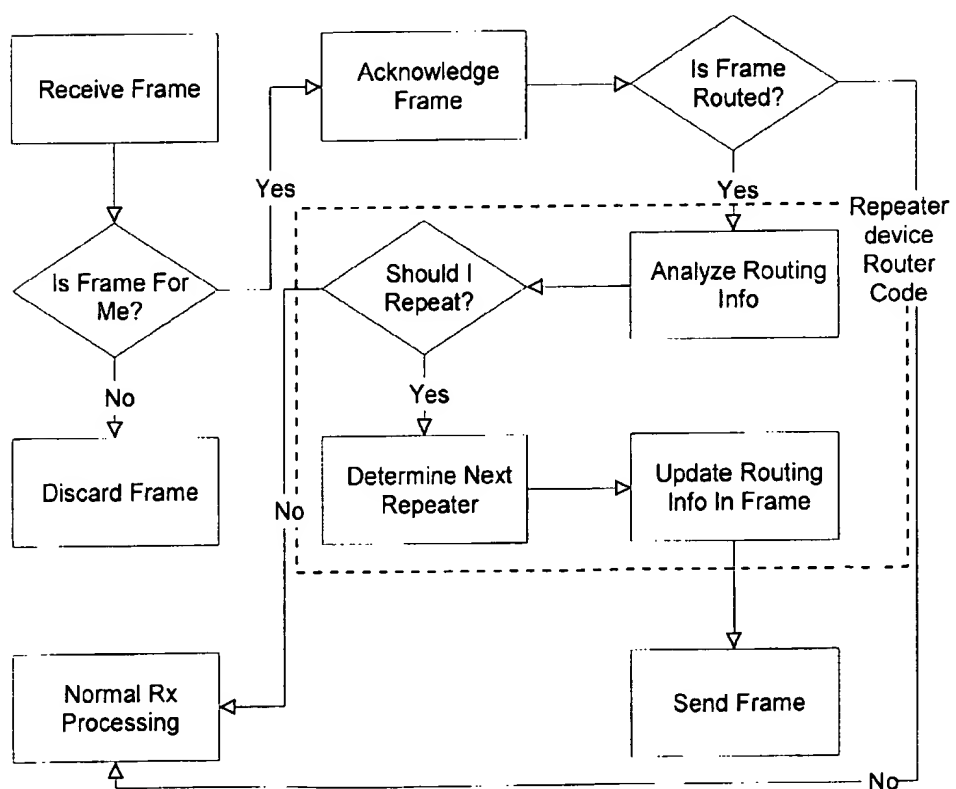 Receive Frame
Acknowledge
Frame
Is Frame
Routed?
Yes
Yes
Repeater
device
Router
Code
Is Frame For
Me?
Should I
Repeat?
Analyze Routing
Info
No
Yes
Discard Frame
Determine Next
Repeater
Update Routing
Info In Frame
No
Normal Rx
Processing
Send Frame
No